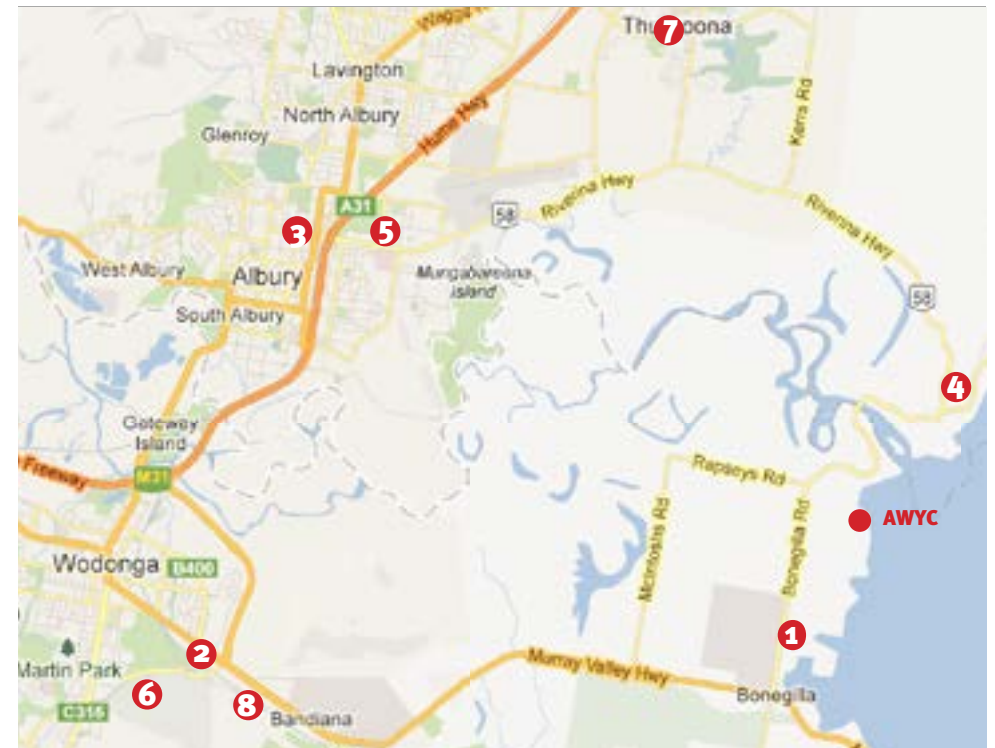 Wagga
7
Lavington
North Albury
Glenroy
Hume Hwy
Kerrs Rd
A31
3
5
58
Riverina Hwy
Riverina Hwy
West Albury
Albury
Mungabareena
Island
58
South Albury
4
Gateway
Island
Freeway
M31
Rapseys Rd
McIntoshs Rd
Bonegilla Rd
AWYC
Wodonga
B400
1
2
Martin Park
Murray Valley Hwy
6
8
Bonegilla
C315
Bandiana